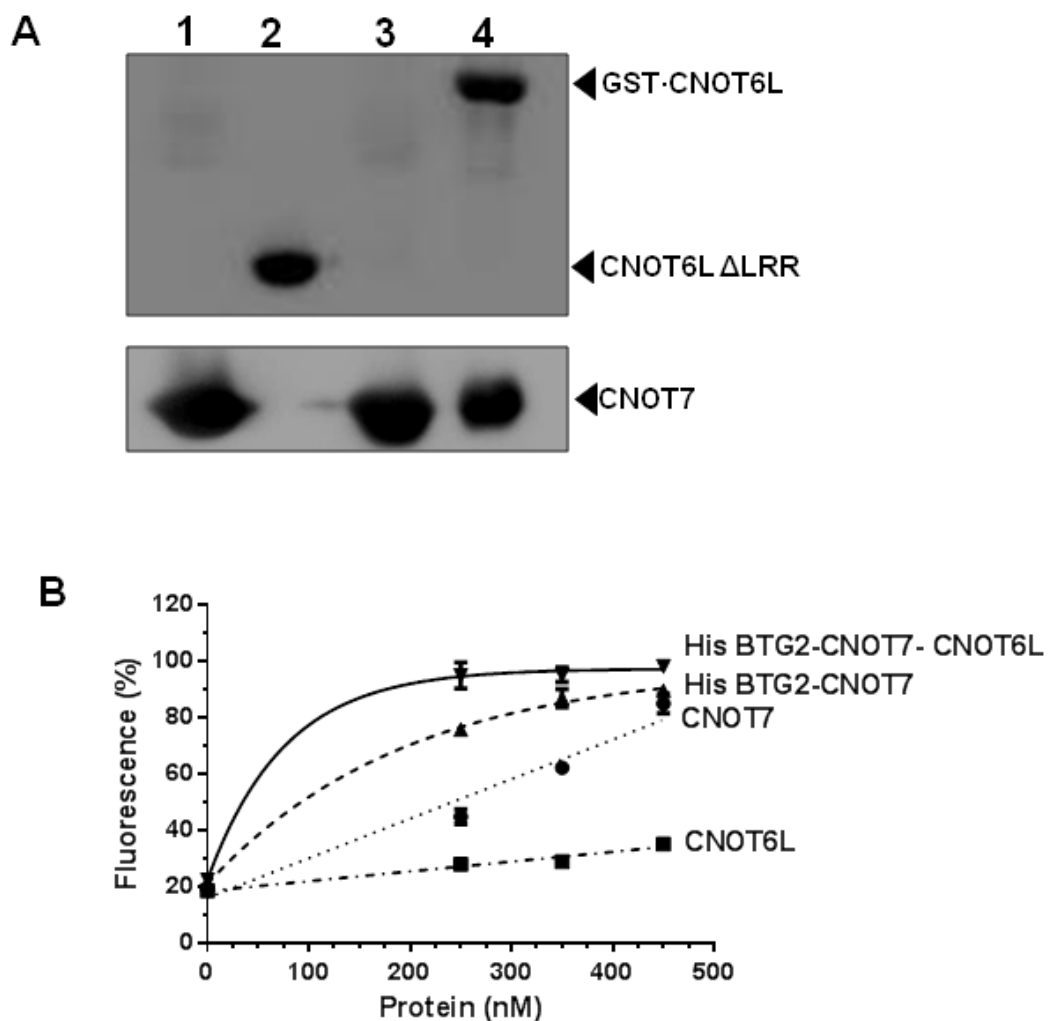 A
1 2 3 4
GST·CNOT6L
CNOT6L ΔLRR
CNOT7
B
Fluorescence (%)
120
100
80
60
40
20
0
His BTG2-CNOT7- CNOT6L
His BTG2-CNOT7
CNOT7
CNOT6L
0 100 200 300 400 500
Protein (nM)